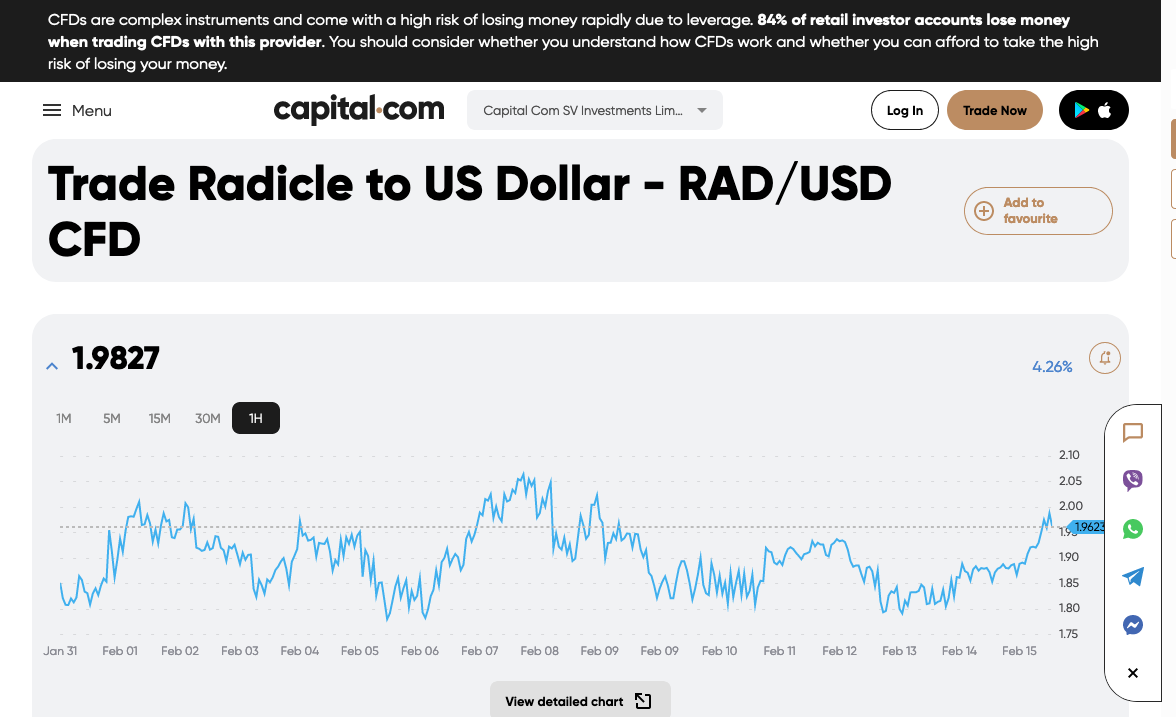 CFDs are complex instruments and come with a high risk of losing money rapidly due to leverage. 84% of retail investor accounts lose money
when trading CFDs with this provider. You should consider whether you understand how CFDs work and whether you can afford to take the high
risk of losing your money.
Menu
capital.com
Capital Com SV Investments Lim...
Log In
Trade Now
Trade Radicle to US Dollar - RAD/USD
CFD
Add to
favourite
1.9827
4.26%
1M 5M 15M 30M 1H
2.10
2.05
2.00
1.9623
1.95
1.90
1.85
1.80
1.75
Jan 31 Feb 01 Feb 02 Feb 03 Feb 04 Feb 05 Feb 06 Feb 07 Feb 08 Feb 09 Feb 09 Feb 10 Feb 11 Feb 12 Feb 13 Feb 14 Feb 15
View detailed chart